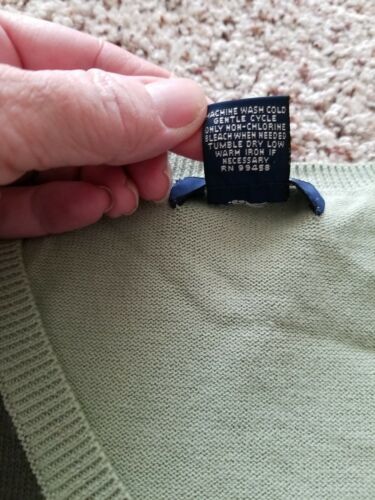 MACHINE WASH COLD
GENTLE CYCLE
ONLY NON-CHLORINE
BLEACH WHEN NEEDED
TUMBLE DRY LOW
WARM IRON IF
NECESSARY
RN 99458